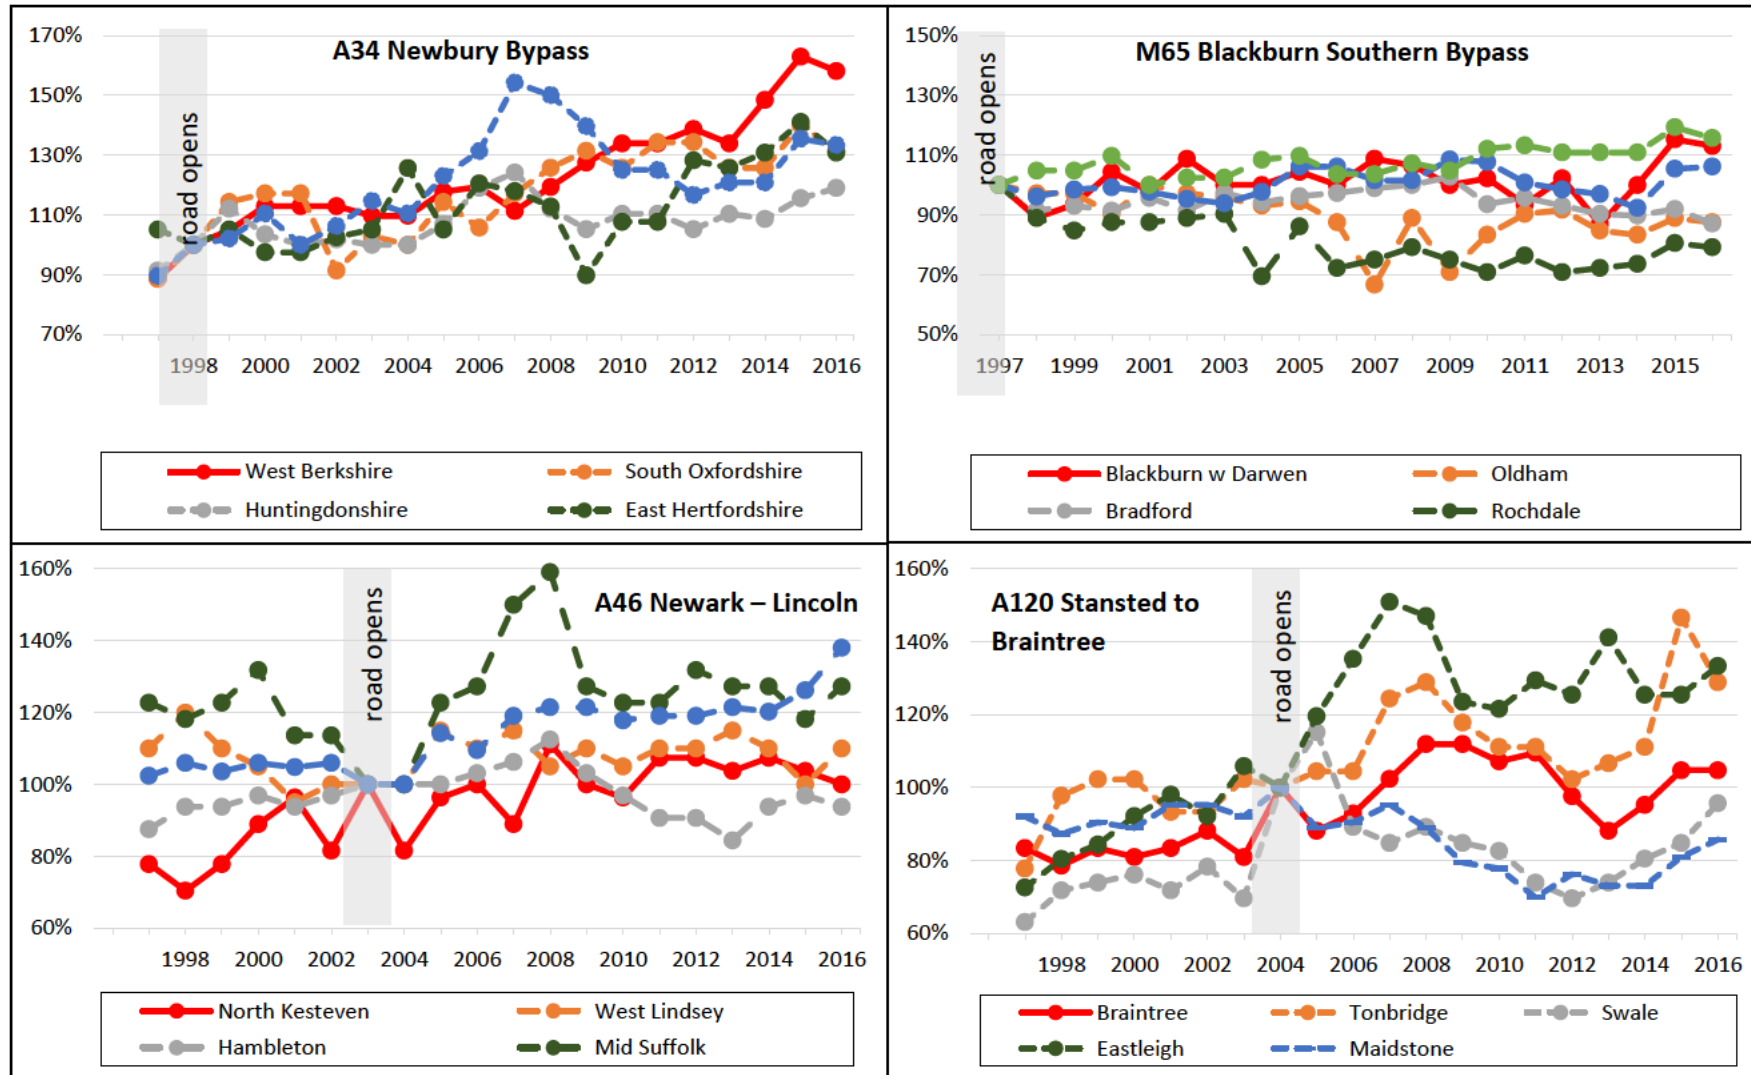 A34 Newbury Bypass
170%
150%
130%
110%
90%
70%
road opens
1998 2000 2002 2004 2006 2008 2010 2012 2014 2016
West Berkshire South Oxfordshire
Huntingdonshire East Hertfordshire
M65 Blackburn Southern Bypass
150%
130%
110%
90%
70%
50%
road opens
1997 1999 2001 2003 2005 2007 2009 2011 2013 2015
Blackburn w Darwen Oldham
Bradford Rochdale
A46 Newark – Lincoln
160%
140%
120%
100%
80%
60%
road opens
1998 2000 2002 2004 2006 2008 2010 2012 2014 2016
North Kesteven West Lindsey
Hambleton Mid Suffolk
A120 Stansted to
Braintree
160%
140%
120%
100%
80%
60%
road opens
1998 2000 2002 2004 2006 2008 2010 2012 2014 2016
Braintree Tonbridge Swale
Eastleigh Maidstone